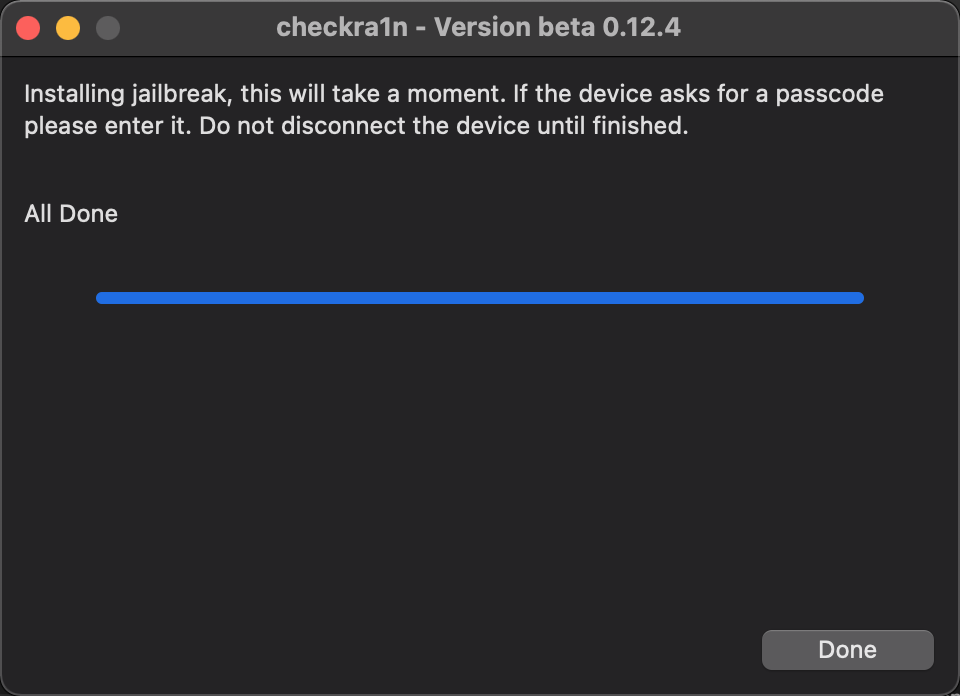 checkra1n - Version beta 0.12.4
Installing jailbreak, this will take a moment. If the device asks for a passcode
please enter it. Do not disconnect the device until finished.
All Done
Done